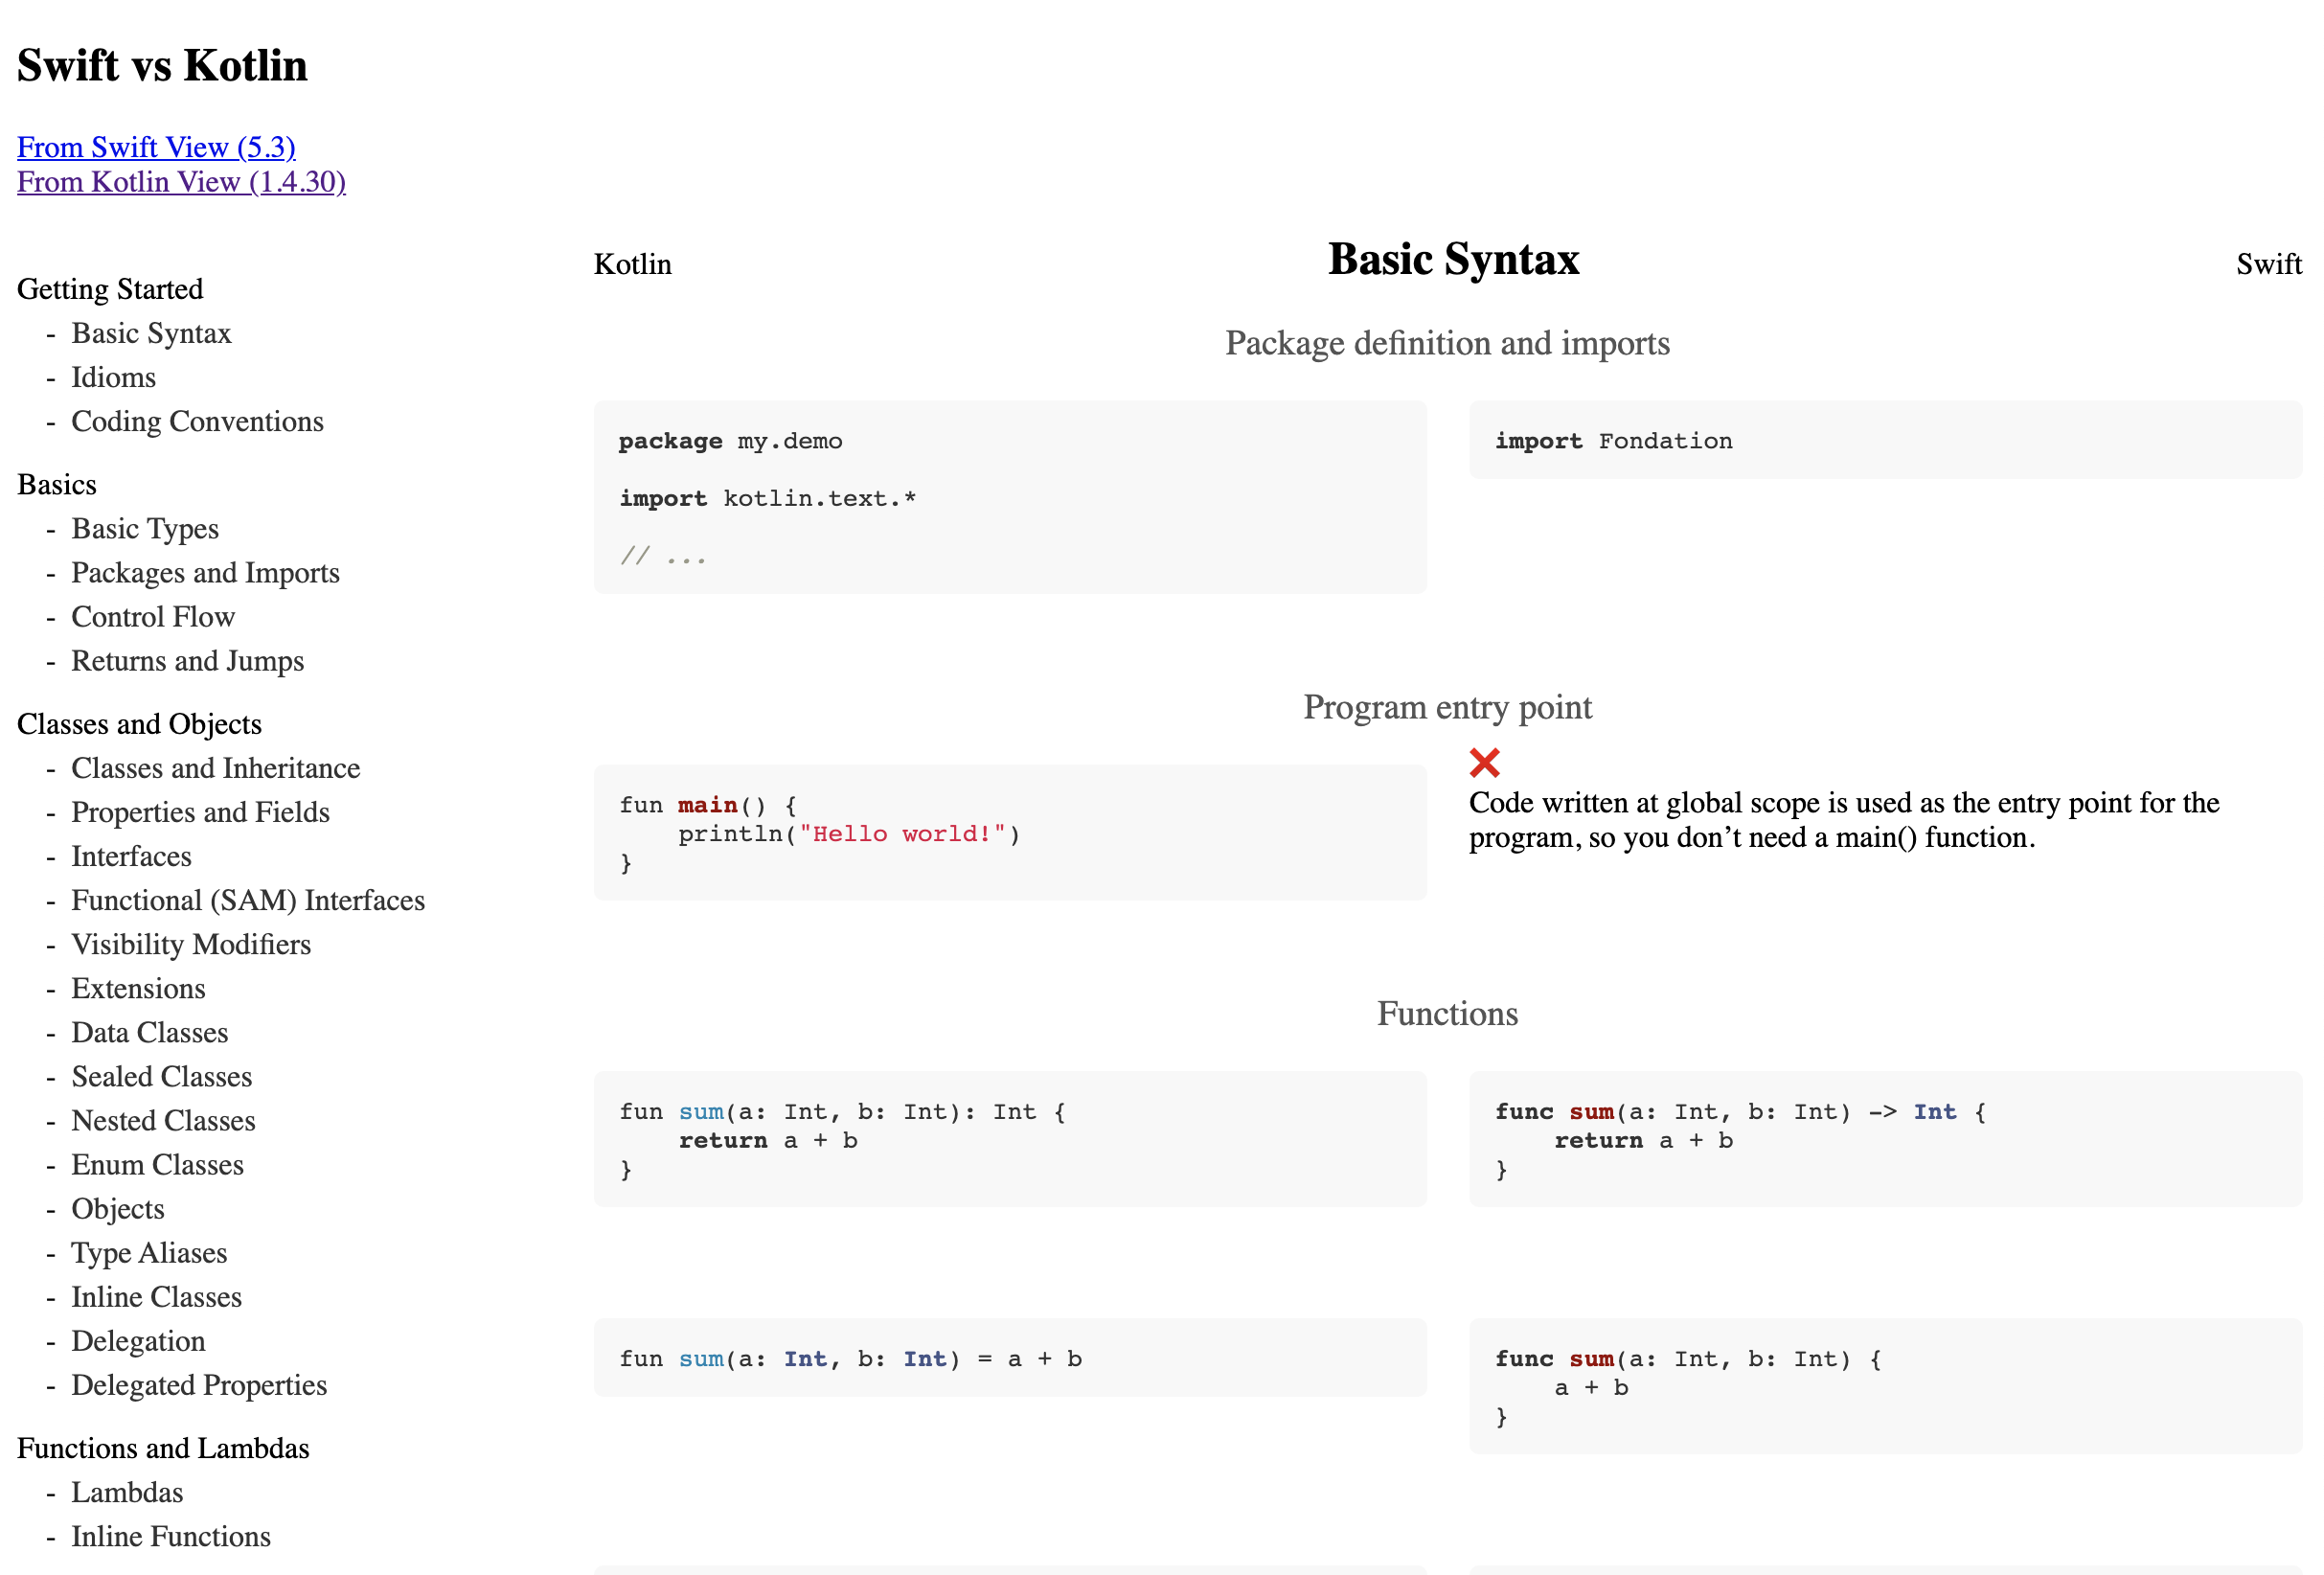 Swift vs Kotlin
From Swift View (5.3)
From Kotlin View (1.4.30)
Getting Started
- Basic Syntax
- Idioms
- Coding Conventions
Basics
- Basic Types
- Packages and Imports
- Control Flow
- Returns and Jumps
Classes and Objects
- Classes and Inheritance
- Properties and Fields
- Interfaces
- Functional (SAM) Interfaces
- Visibility Modifiers
- Extensions
- Data Classes
- Sealed Classes
- Nested Classes
- Enum Classes
- Objects
- Type Aliases
- Inline Classes
- Delegation
- Delegated Properties
Functions and Lambdas
- Lambdas
- Inline Functions
Kotlin
Basic Syntax
Swift
Package definition and imports
package my.demo
import kotlin.text.*
// ...
import Fondation
Program entry point
fun main() {
    println("Hello world!")
}
❌
Code written at global scope is used as the entry point for the
program, so you don’t need a main() function.
Functions
fun sum(a: Int, b: Int): Int {
    return a + b
}
func sum(a: Int, b: Int) -> Int {
    return a + b
}
fun sum(a: Int, b: Int) = a + b
func sum(a: Int, b: Int) {
    a + b
}